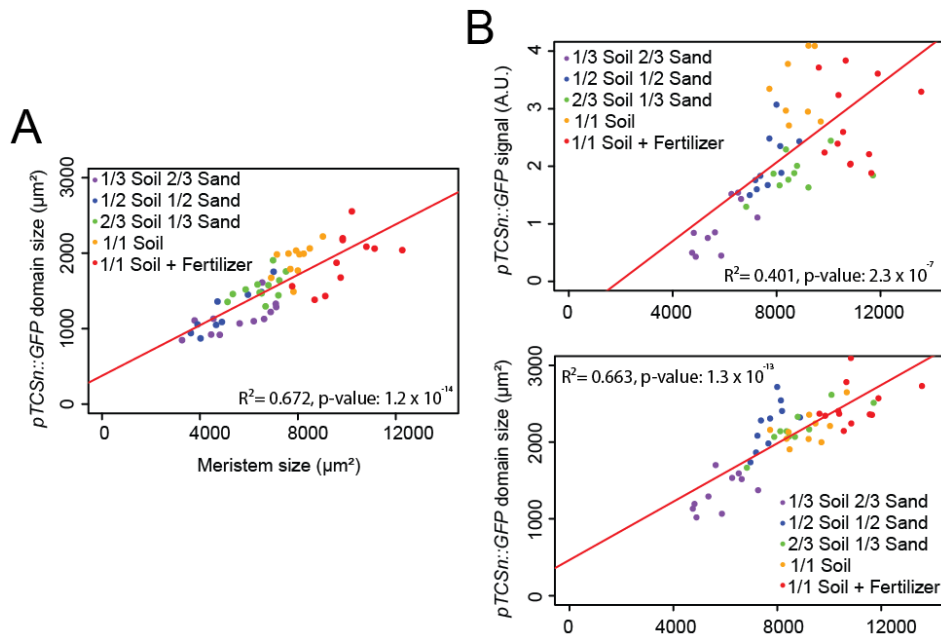 A
pTCSn::GFP domain size (µm²)
3000
2000
1000
0
1/3 Soil 2/3 Sand
1/2 Soil 1/2 Sand
2/3 Soil 1/3 Sand
1/1 Soil
1/1 Soil + Fertilizer
R²= 0.672, p-value: 1.2 x 10⁻¹⁴
0 4000 8000 12000
Meristem size (µm²)
B
pTCSn::GFP signal (A.U.)
4
3
2
1
0
1/3 Soil 2/3 Sand
1/2 Soil 1/2 Sand
2/3 Soil 1/3 Sand
1/1 Soil
1/1 Soil + Fertilizer
R²= 0.401, p-value: 2.3 x 10⁻⁷
0 4000 8000 12000
pTCSn::GFP domain size (µm²)
3000
2000
1000
0
R²= 0.663, p-value: 1.3 x 10⁻¹³
1/3 Soil 2/3 Sand
1/2 Soil 1/2 Sand
2/3 Soil 1/3 Sand
1/1 Soil
1/1 Soil + Fertilizer
0 4000 8000 12000